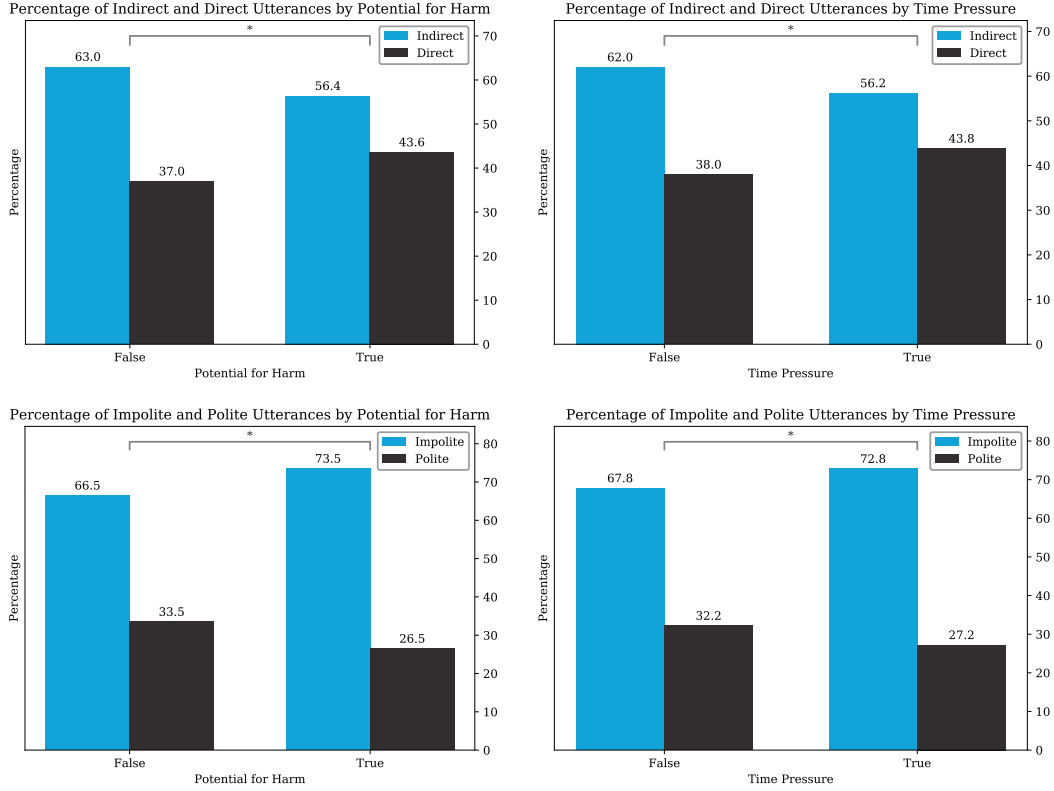 Percentage of Indirect and Direct Utterances by Potential for Harm
*
Indirect
Direct
63.0
37.0
56.4
43.6
70
60
50
40
30
20
10
0
Percentage
False
True
Potential for Harm
Percentage of Indirect and Direct Utterances by Time Pressure
*
Indirect
Direct
62.0
38.0
56.2
43.8
70
60
50
40
30
20
10
0
Percentage
False
True
Time Pressure
Percentage of Impolite and Polite Utterances by Potential for Harm
*
Impolite
Polite
66.5
33.5
73.5
26.5
80
70
60
50
40
30
20
10
0
Percentage
False
True
Potential for Harm
Percentage of Impolite and Polite Utterances by Time Pressure
*
Impolite
Polite
67.8
32.2
72.8
27.2
80
70
60
50
40
30
20
10
0
Percentage
False
True
Time Pressure